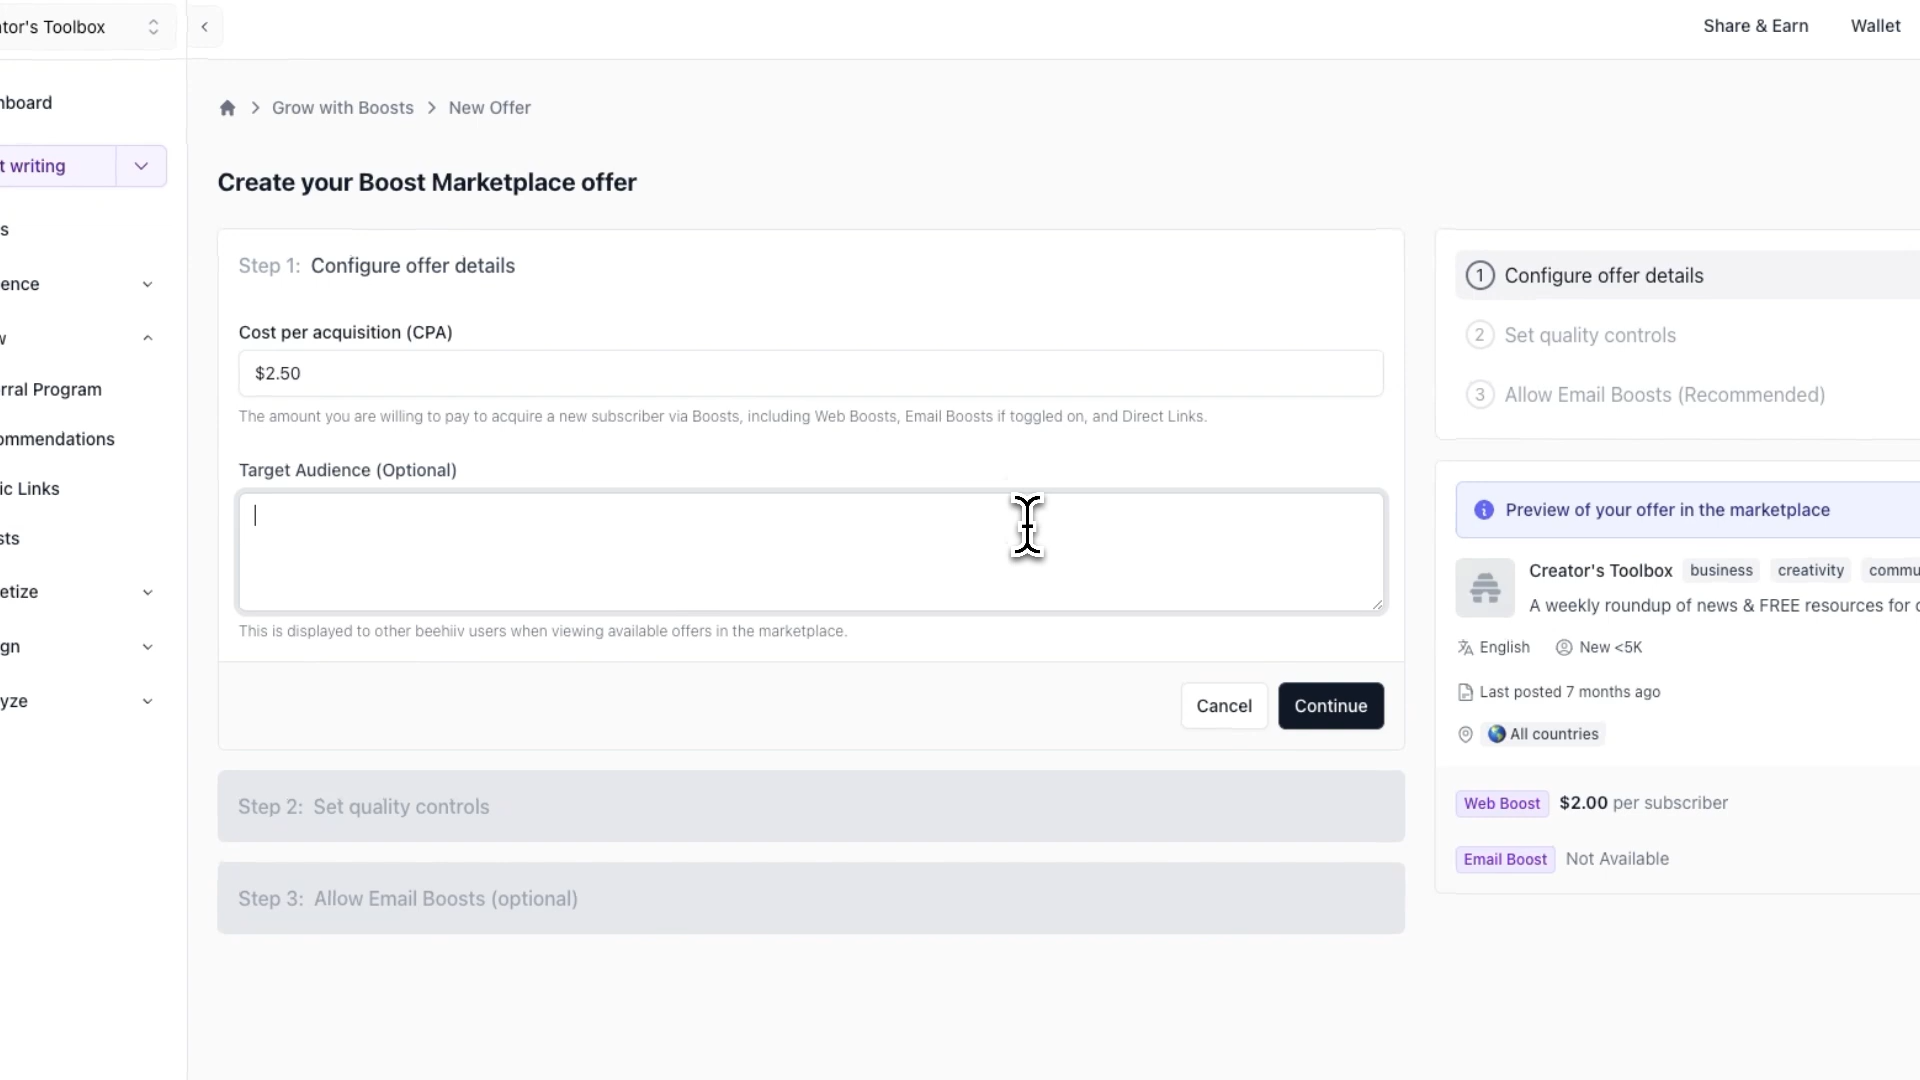 tor's Toolbox
Share & Earn
Wallet
nboard
t writing
s
ence
w
rral Program
ommendations
ic Links
sts
etize
gn
yze
Grow with Boosts
New Offer
Create your Boost Marketplace offer
Step 1: Configure offer details
Cost per acquisition (CPA)
$2.50
The amount you are willing to pay to acquire a new subscriber via Boosts, including Web Boosts, Email Boosts if toggled on, and Direct Links.
Target Audience (Optional)
This is displayed to other beehiiv users when viewing available offers in the marketplace.
Cancel
Continue
Step 2: Set quality controls
Step 3: Allow Email Boosts (optional)
1 Configure offer details
2 Set quality controls
3 Allow Email Boosts (Recommended)
Preview of your offer in the marketplace
Creator's Toolbox business creativity commu
A weekly roundup of news & FREE resources for c
English New <5K
Last posted 7 months ago
All countries
Web Boost $2.00 per subscriber
Email Boost Not Available